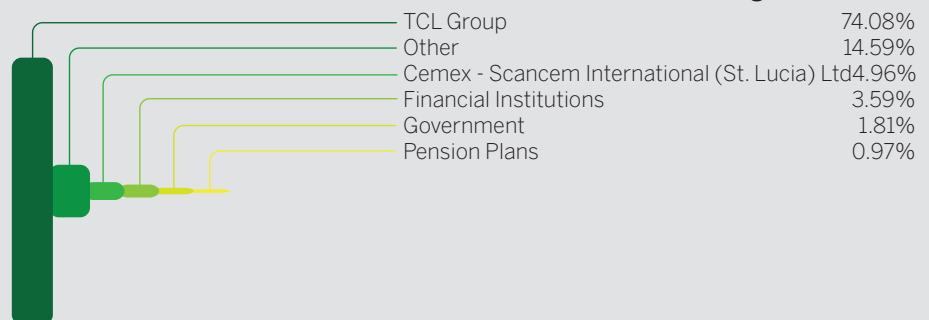 TCL Group 74.08%
Other 14.59%
Cemex - Scancem International (St. Lucia) Ltd4.96%
Financial Institutions 3.59%
Government 1.81%
Pension Plans 0.97%